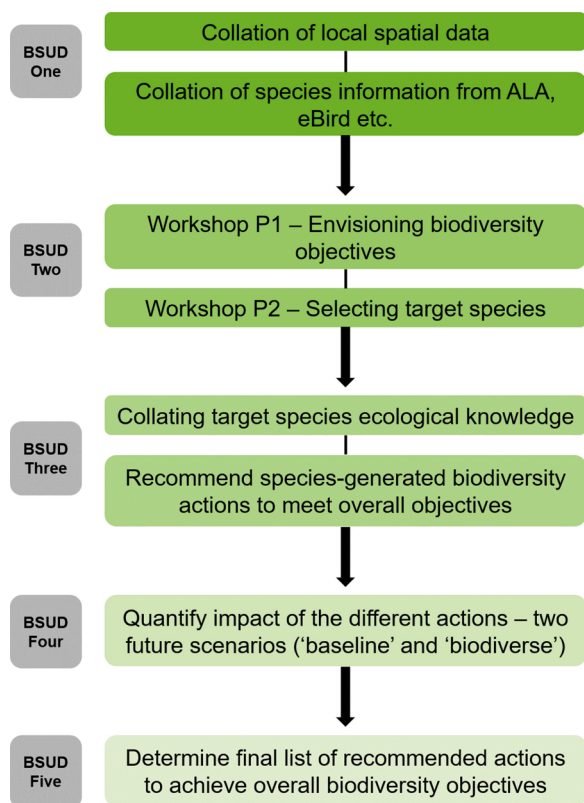 BSUD
One
Collation of local spatial data
Collation of species information from ALA,
eBird etc.
BSUD
Two
Workshop P1 – Envisioning biodiversity
objectives
Workshop P2 – Selecting target species
BSUD
Three
Collating target species ecological knowledge
Recommend species-generated biodiversity
actions to meet overall objectives
BSUD
Four
Quantify impact of the different actions – two
future scenarios (‘baseline’ and ‘biodiverse’)
BSUD
Five
Determine final list of recommended actions
to achieve overall biodiversity objectives